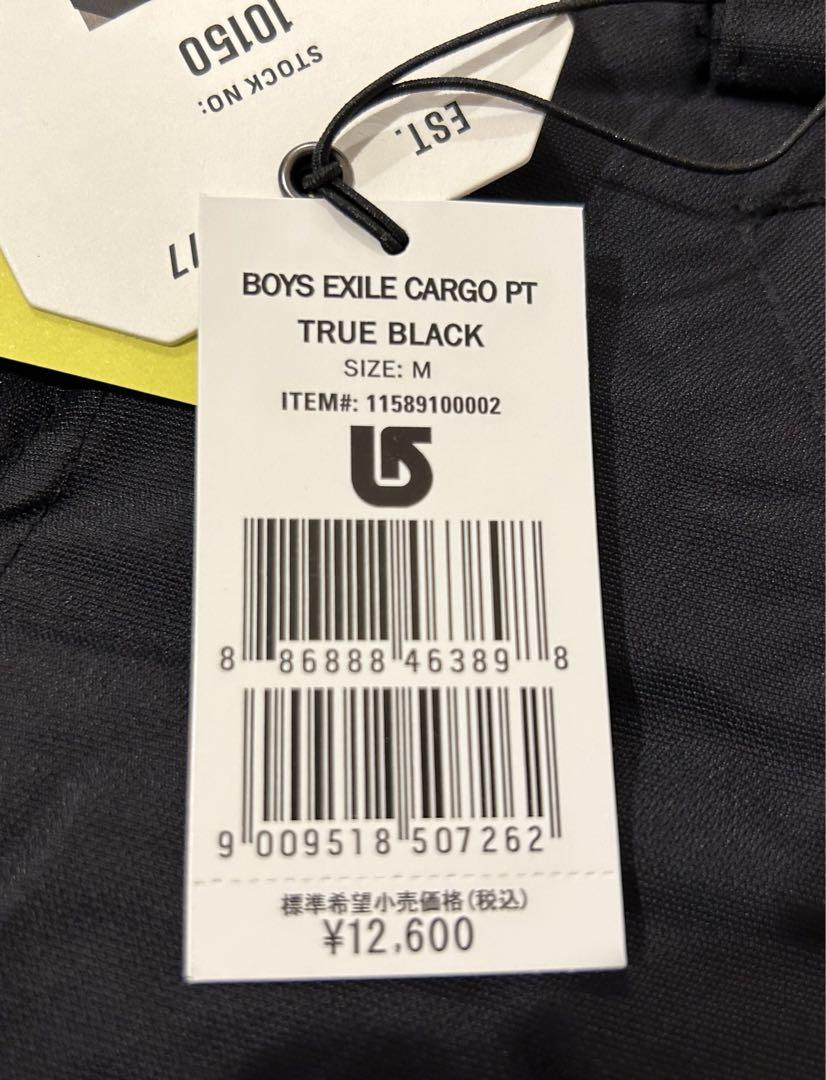 10150
STOCK NO:
EST.
BOYS EXILE CARGO PT
TRUE BLACK
SIZE: M
ITEM#: 11589100002
8 86888 46389 8
9 009518 507262
標準希望小売価格(税込)
¥12,600